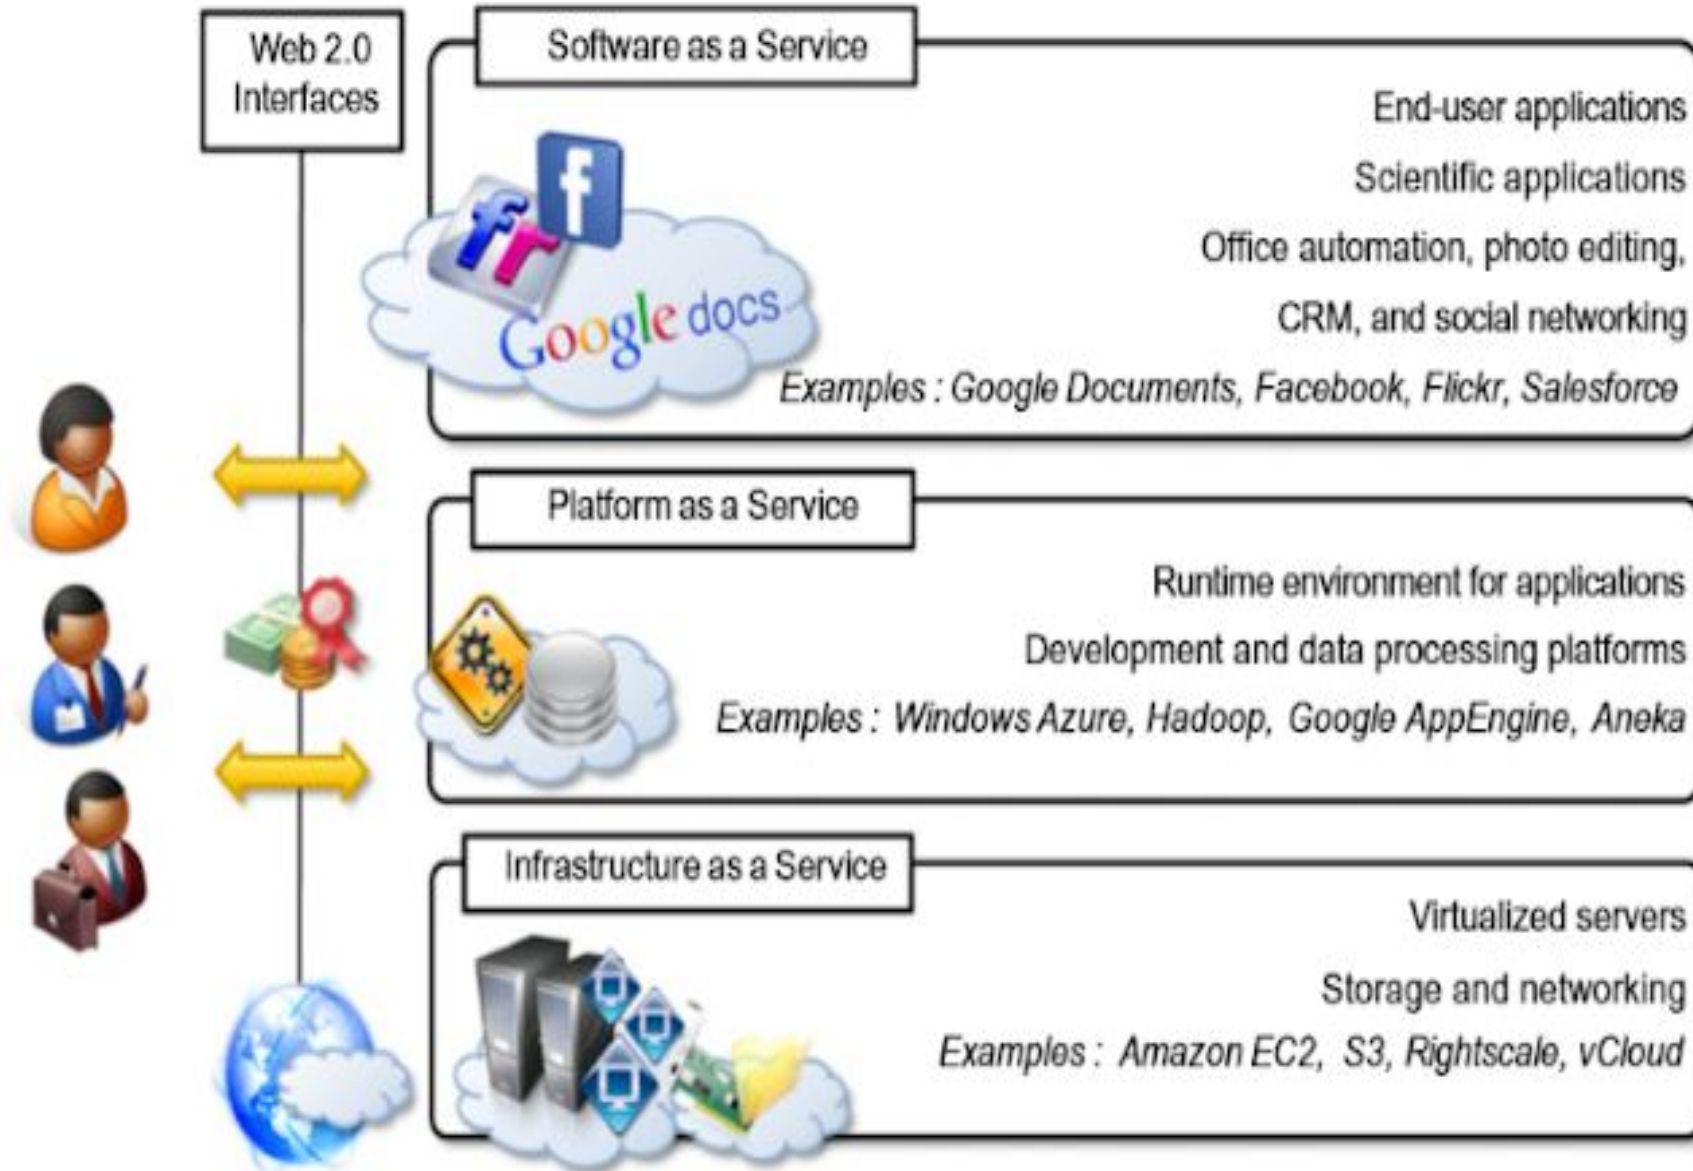 Web 2.0
Interfaces
Software as a Service
End-user applications
Scientific applications
Office automation, photo editing,
CRM, and social networking
Examples : Google Documents, Facebook, Flickr, Salesforce
f
fr
Google docs
Platform as a Service
Runtime environment for applications
Development and data processing platforms
Examples : Windows Azure, Hadoop, Google AppEngine, Aneka
Infrastructure as a Service
Virtualized servers
Storage and networking
Examples : Amazon EC2, S3, Rightscale, vCloud